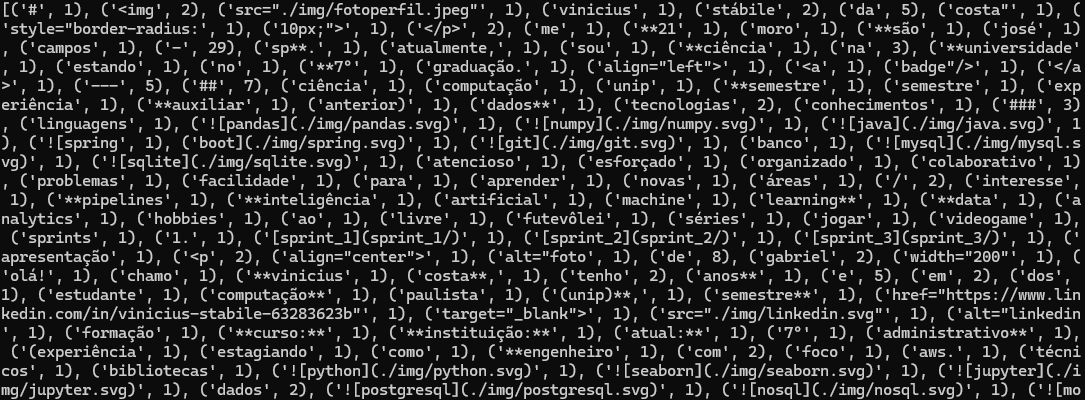 [('#', 1), ('<img', 2), ('src="./img/fotoperfil.jpeg"', 1), ('vinicius', 1), ('stábile', 2), ('da', 5), ('costa"', 1), (
'style="border-radius:', 1), ('10px;">', 1), ('</p>', 2), ('me', 1), ('**21', 1), ('moro', 1), ('**são', 1), ('josé', 1)
, ('campos', 1), ('–', 29), ('sp**.', 1), ('atualmente,', 1), ('sou', 1), ('**ciência', 1), ('na', 3), ('**universidade'
, 1), ('estando', 1), ('no', 1), ('**7°', 1), ('graduação.', 1), ('align="left">', 1), ('<a', 1), ('badge"/>', 1), ('</a
>', 1), ('---', 5), ('##', 7), ('ciência', 1), ('computação', 1), ('unip', 1), ('**semestre', 1), ('semestre', 1), ('exp
eriência', 1), ('**auxiliar', 1), ('anterior)', 1), ('dados**', 1), ('tecnologias', 2), ('conhecimentos', 1), ('###', 3)
, ('linguagens', 1), ('![pandas](./img/pandas.svg)', 1), ('![numpy](./img/numpy.svg)', 1), ('![java](./img/java.svg)', 1
), ('![spring', 1), ('boot](./img/spring.svg)', 1), ('![git](./img/git.svg)', 1), ('banco', 1), ('![mysql](./img/mysql.s
vg)', 1), ('![sqlite](./img/sqlite.svg)', 1), ('atencioso', 1), ('esforçado', 1), ('organizado', 1), ('colaborativo', 1)
, ('problemas', 1), ('facilidade', 1), ('para', 1), ('aprender', 1), ('novas', 1), ('áreas', 1), ('/', 2), ('interesse',
 1), ('**pipelines', 1), ('**inteligência', 1), ('artificial', 1), ('machine', 1), ('learning**', 1), ('**data', 1), ('a
nalytics', 1), ('hobbies', 1), ('ao', 1), ('livre', 1), ('futevôlei', 1), ('séries', 1), ('jogar', 1), ('videogame', 1),
 ('sprints', 1), ('1.', 1), ('[sprint_1](sprint_1/)', 1), ('[sprint_2](sprint_2/)', 1), ('[sprint_3](sprint_3/)', 1), ('
apresentação', 1), ('<p', 2), ('align="center">', 1), ('alt="foto', 1), ('de', 8), ('gabriel', 2), ('width="200"', 1), (
'olá!', 1), ('chamo', 1), ('**vinicius', 1), ('costa**,', 1), ('tenho', 2), ('anos**', 1), ('e', 5), ('em', 2), ('dos',
1), ('estudante', 1), ('computação**', 1), ('paulista', 1), ('(unip)**,', 1), ('semestre**', 1), ('href="https://www.lin
kedin.com/in/vinicius-stabile-63283623b"', 1), ('target="_blank">', 1), ('src="./img/linkedin.svg"', 1), ('alt="linkedin
', 1), ('formação', 1), ('**curso:**', 1), ('**instituição:**', 1), ('atual:**', 1), ('7°', 1), ('administrativo**', 1),
 ('(experiência', 1), ('estagiando', 1), ('como', 1), ('**engenheiro', 1), ('com', 2), ('foco', 1), ('aws.', 1), ('técni
cos', 1), ('bibliotecas', 1), ('![python](./img/python.svg)', 1), ('![seaborn](./img/seaborn.svg)', 1), ('![jupyter](./i
mg/jupyter.svg)', 1), ('dados', 2), ('![postgresql](./img/postgresql.svg)', 1), ('![nosql](./img/nosql.svg)', 1), ('![mo